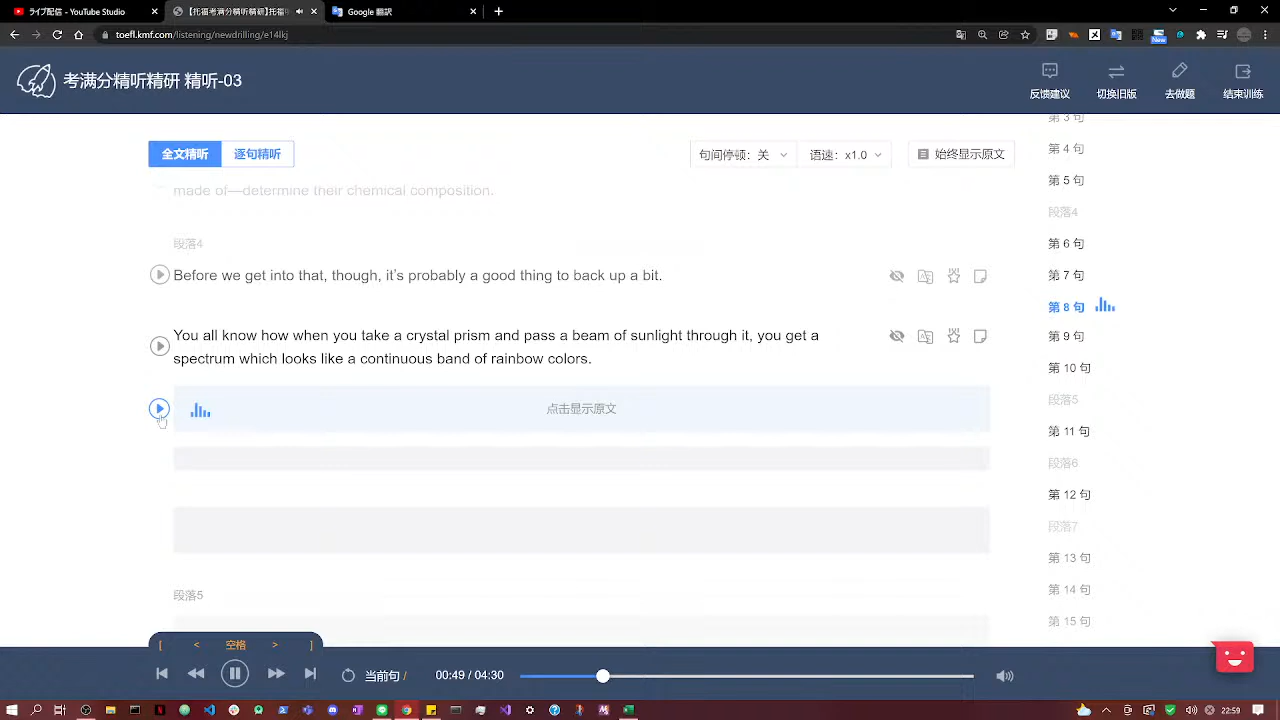 ライブ配信 - YouTube Studio
【托福考满分精听精研】托福
Google 翻訳
toefl.kmf.com/listening/newdrilling/e14lkj
New
考满分精听精研 精听-03
反馈建议
切换旧版
去做题
结束训练
全文精听
逐句精听
句间停顿：关
语速：x1.0
始终显示原文
made of—determine their chemical composition.
段落4
Before we get into that, though, it's probably a good thing to back up a bit.
You all know how when you take a crystal prism and pass a beam of sunlight through it, you get a
spectrum which looks like a continuous band of rainbow colors.
点击显示原文
段落5
第 3 句
第 4 句
第 5 句
段落4
第 6 句
第 7 句
第 8 句
第 9 句
第 10 句
段落5
第 11 句
段落6
第 12 句
段落7
第 13 句
第 14 句
第 15 句
[ < 空格 > ]
当前句 /
00:49 / 04:30
22:59